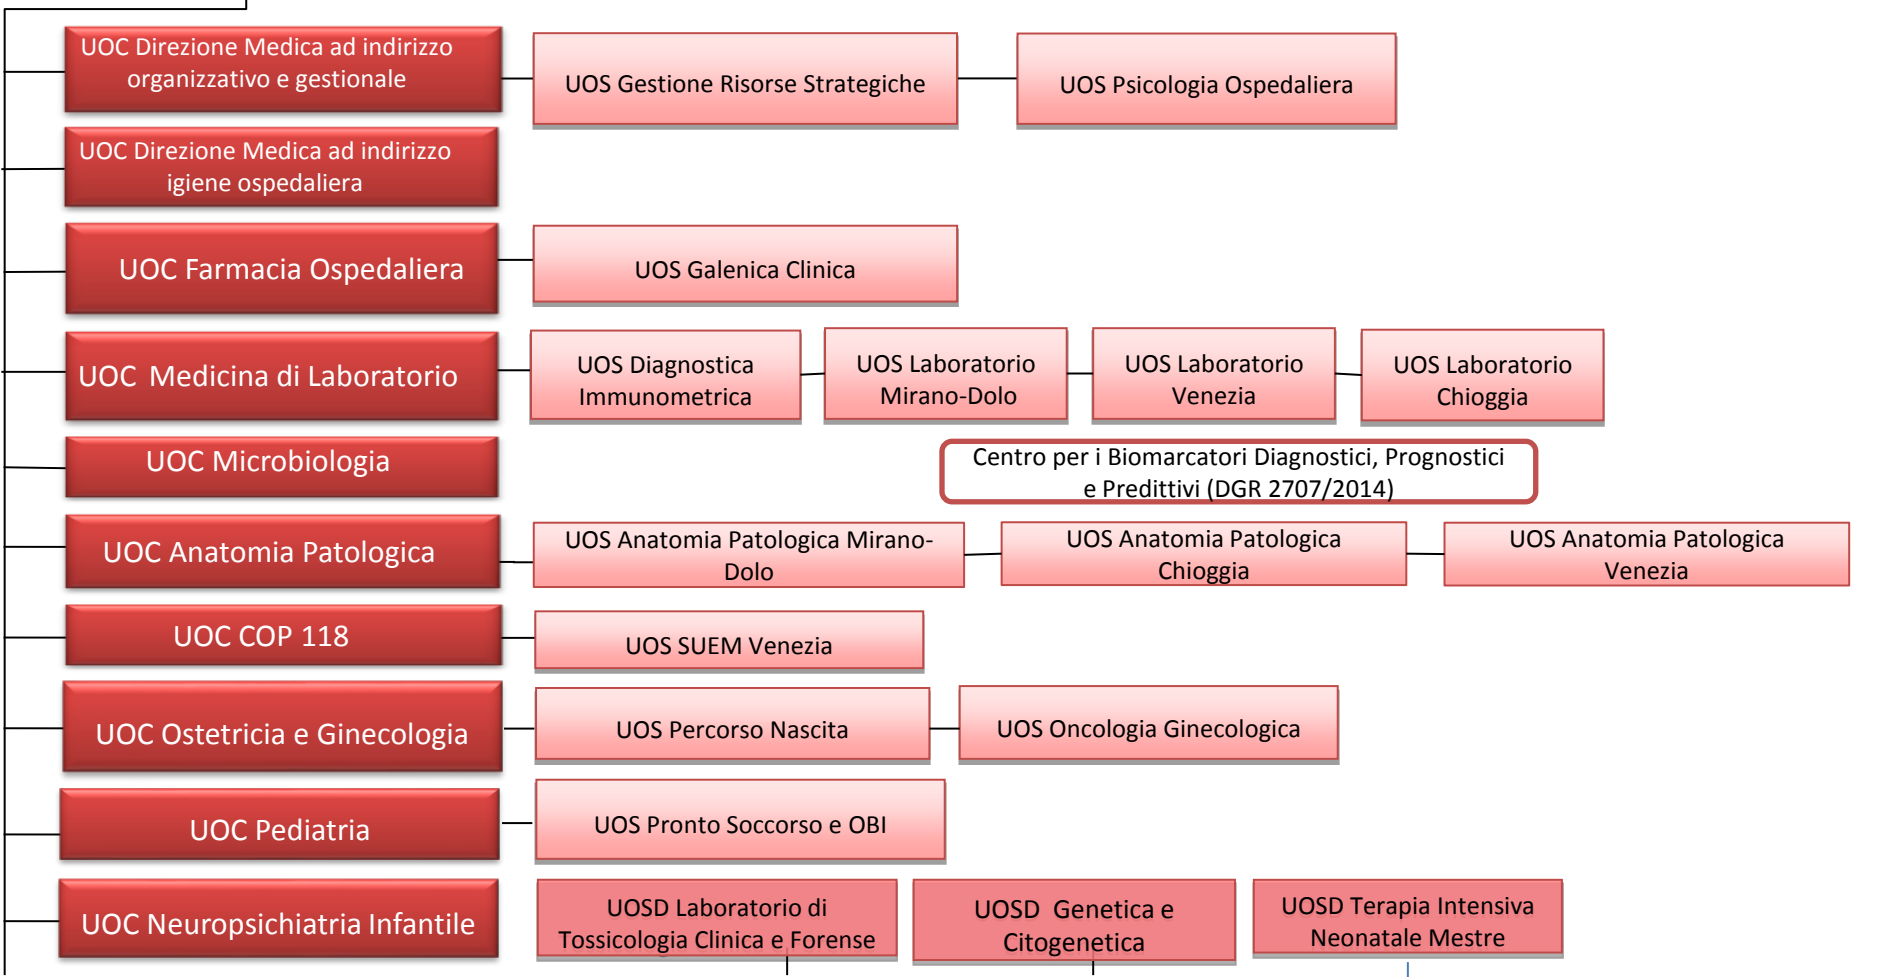 UOC Direzione Medica ad indirizzo
organizzativo e gestionale
UOS Gestione Risorse Strategiche
UOS Psicologia Ospedaliera
UOC Direzione Medica ad indirizzo
igiene ospedaliera
UOC Farmacia Ospedaliera
UOS Galenica Clinica
UOC Medicina di Laboratorio
UOS Diagnostica
Immunometrica
UOS Laboratorio
Mirano-Dolo
UOS Laboratorio
Venezia
UOS Laboratorio
Chioggia
UOC Microbiologia
Centro per i Biomarcatori Diagnostici, Prognostici
e Predittivi (DGR 2707/2014)
UOC Anatomia Patologica
UOS Anatomia Patologica Mirano-
Dolo
UOS Anatomia Patologica
Chioggia
UOS Anatomia Patologica
Venezia
UOC COP 118
UOS SUEM Venezia
UOC Ostetricia e Ginecologia
UOS Percorso Nascita
UOS Oncologia Ginecologica
UOC Pediatria
UOS Pronto Soccorso e OBI
UOC Neuropsichiatria Infantile
UOSD Laboratorio di
Tossicologia Clinica e Forense
UOSD Genetica e
Citogenetica
UOSD Terapia Intensiva
Neonatale Mestre